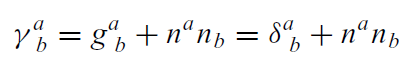 γ^a_b = g^a_b + n^a n_b = δ^a_b + n^a n_b